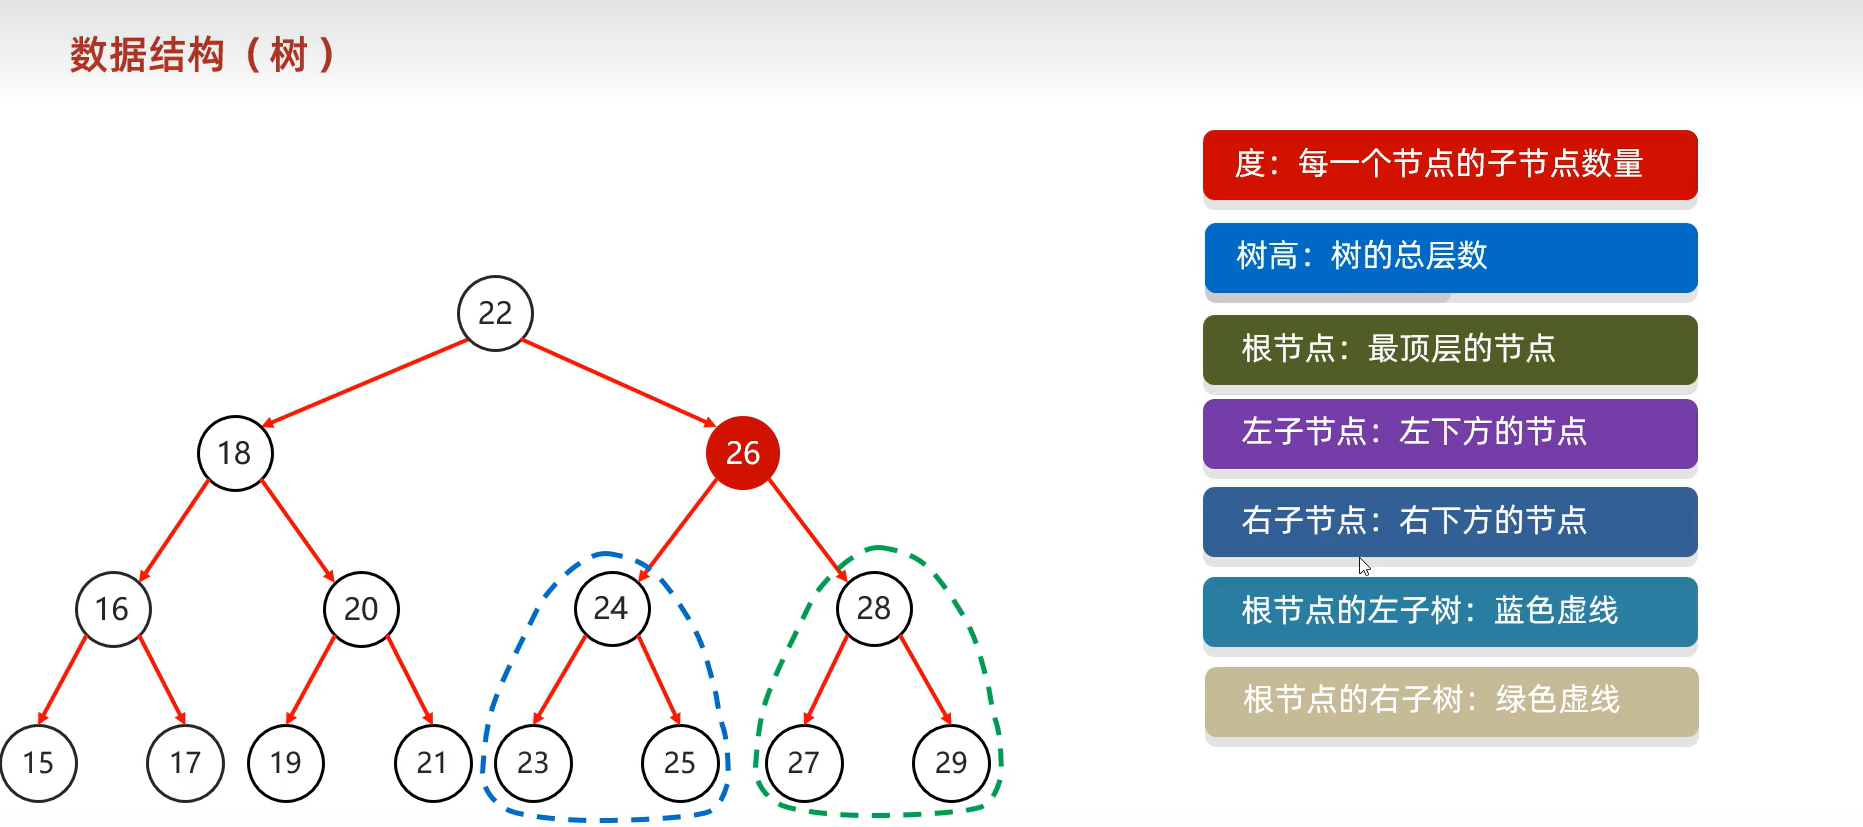 数据结构（树）
度：每一个节点的子节点数量
树高：树的总层数
根节点：最顶层的节点
左子节点：左下方的节点
右子节点：右下方的节点
根节点的左子树：蓝色虚线
根节点的右子树：绿色虚线
22
18 26
16 20 24 28
15 17 19 21 23 25 27 29